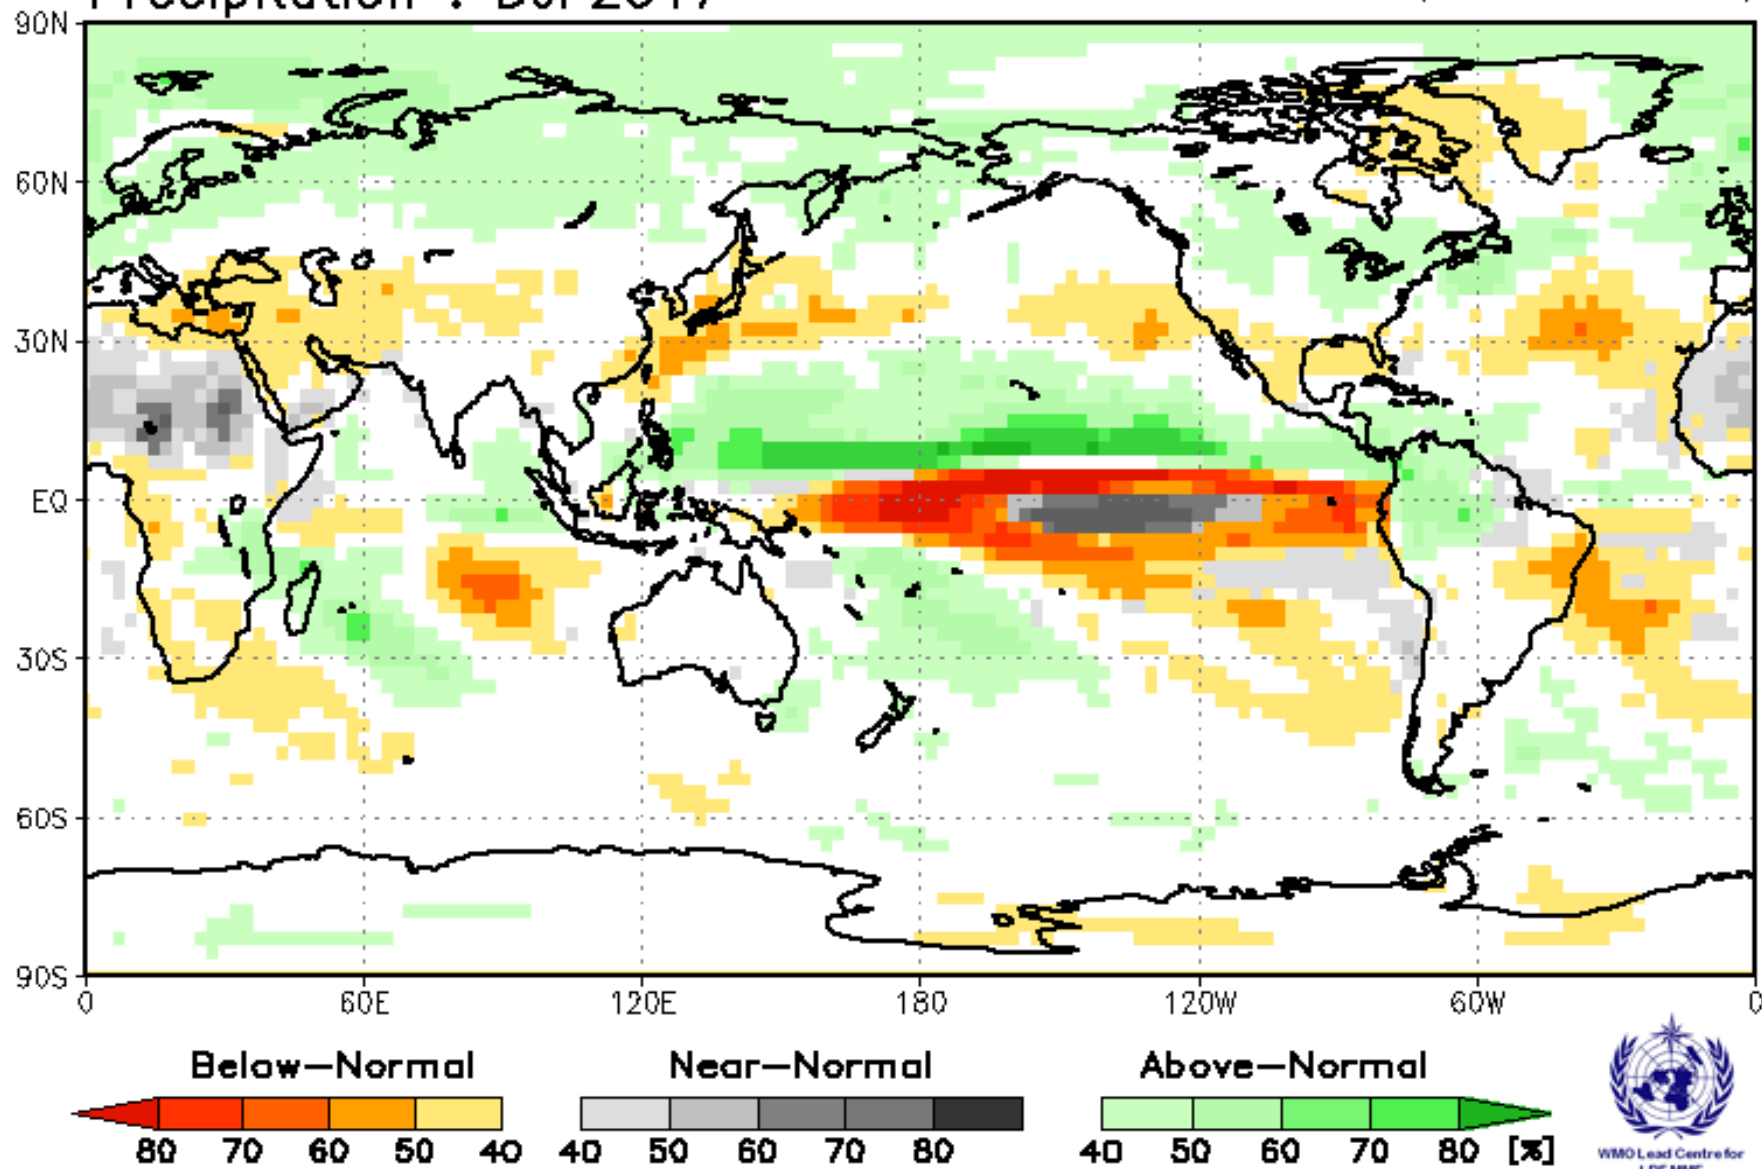 Precipitation : DJF2017
90N
60N
30N
EQ
30S
60S
90S
0 60E 120E 180 120W 60W 0
Below-Normal Near-Normal Above-Normal
80 70 60 50 40 40 50 60 70 80 40 50 60 70 80 [%]
WMO Lead Centre for